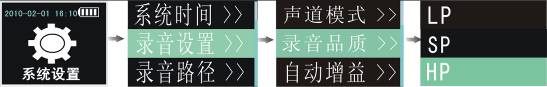 2010-02-01 16:10
系统设置
系统时间 >>
录音设置 >>
录音路径 >>
声道模式 >>
录音品质 >>
自动增益 >>
LP
SP
HP